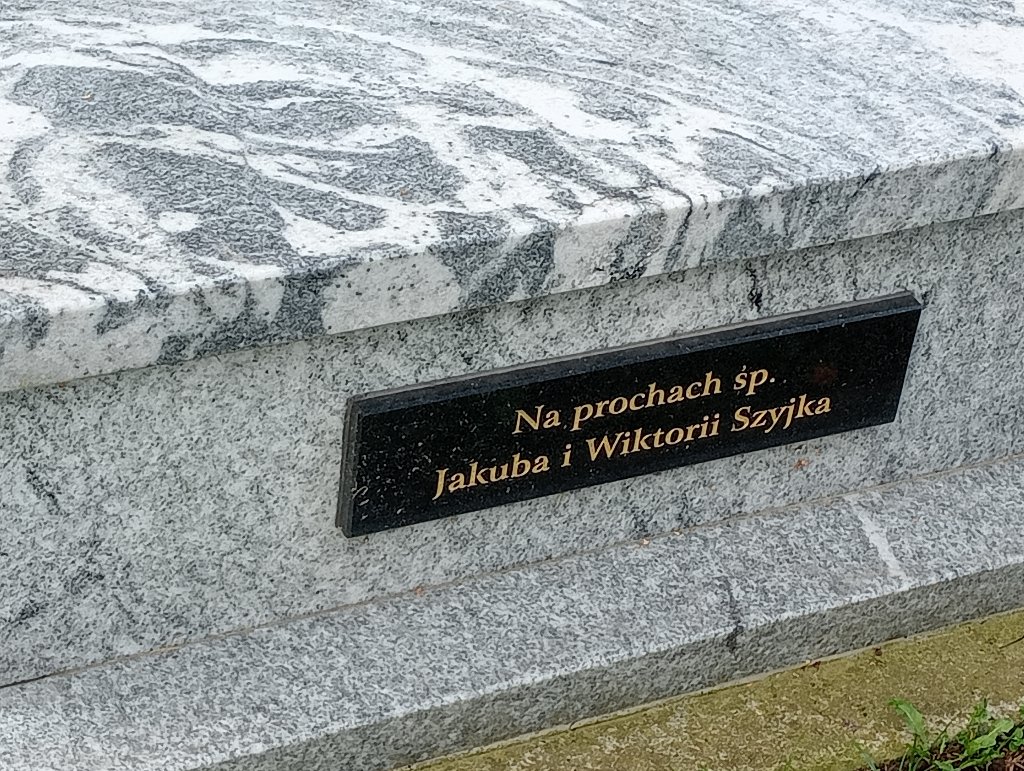 Na prochach śp.
Jakuba i Wiktorii Szyjka